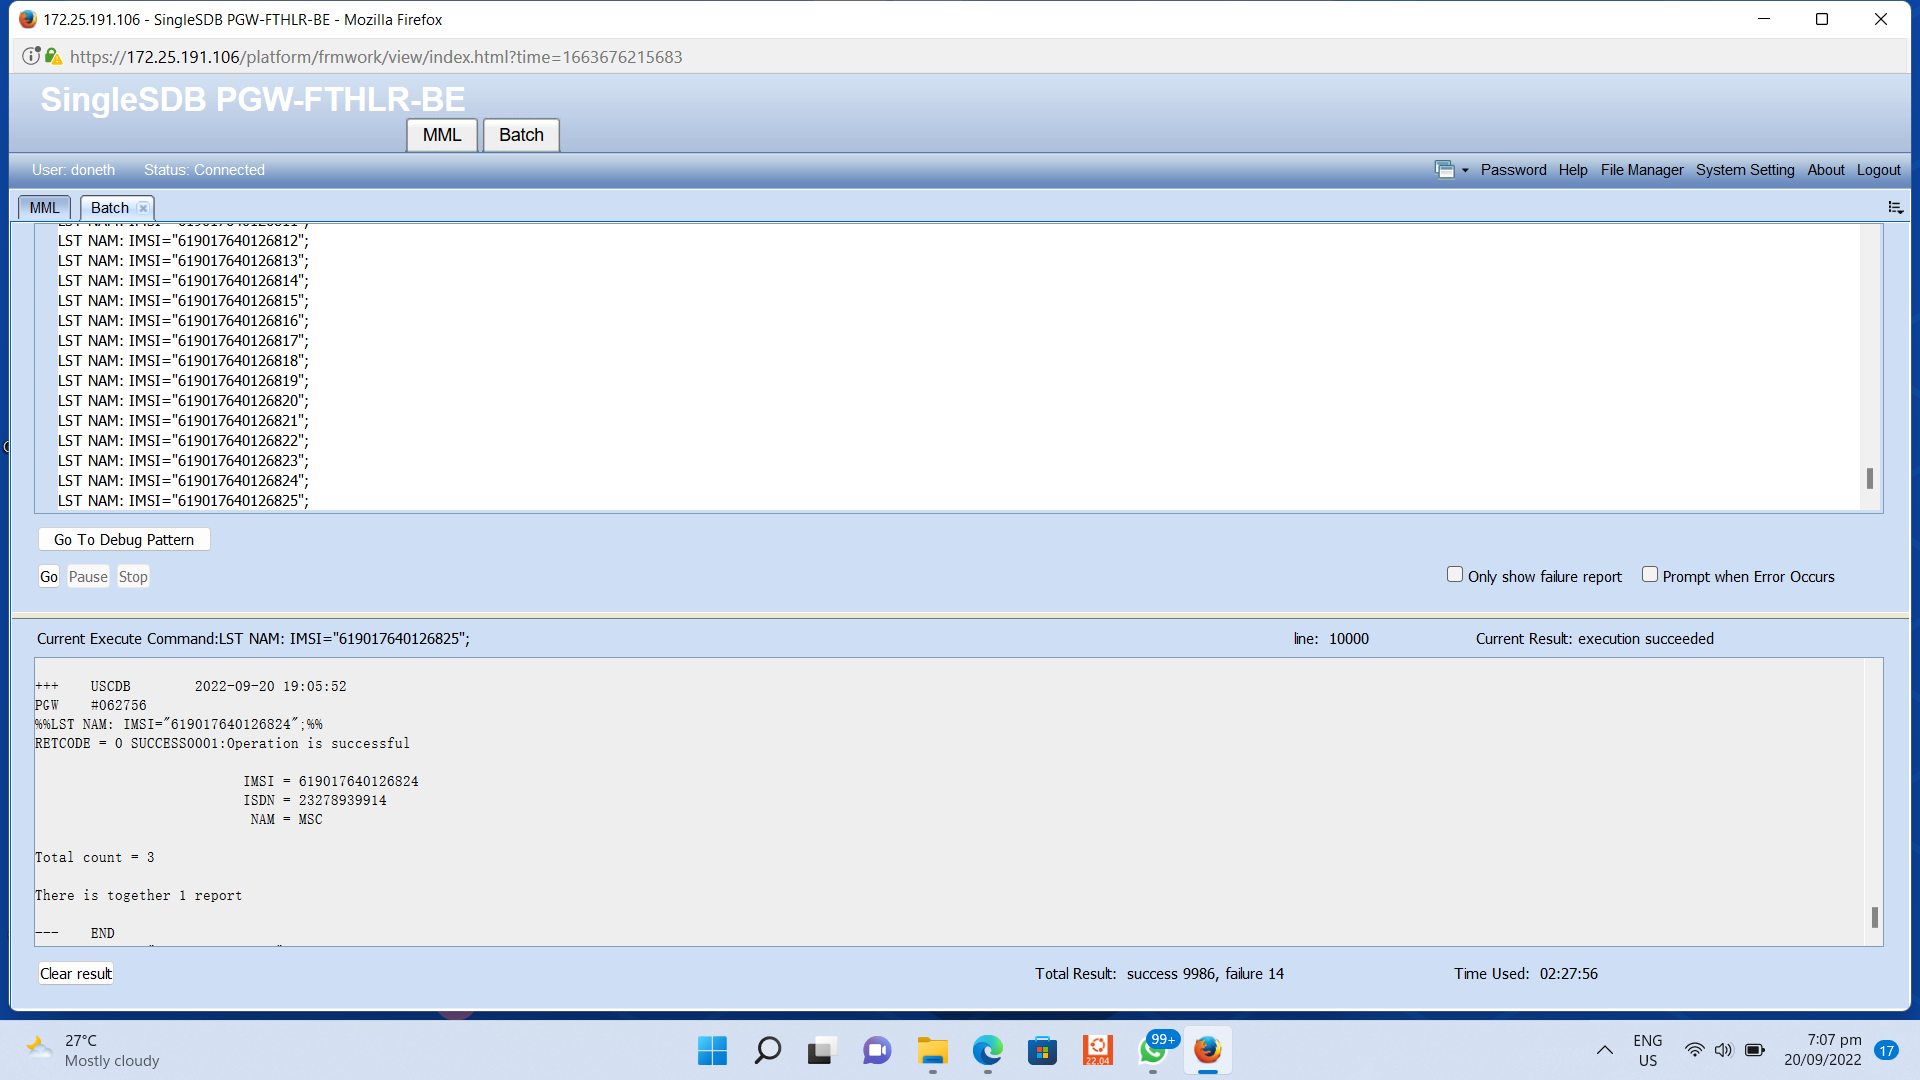 172.25.191.106 - SingleSDB PGW-FTHLR-BE - Mozilla Firefox
https://172.25.191.106/platform/frmwork/view/index.html?time=1663676215683
SingleSDB PGW-FTHLR-BE
MML Batch
User: doneth Status: Connected Password Help File Manager System Setting About Logout
MML Batch
LST NAM: IMSI="619017640126811";
LST NAM: IMSI="619017640126812";
LST NAM: IMSI="619017640126813";
LST NAM: IMSI="619017640126814";
LST NAM: IMSI="619017640126815";
LST NAM: IMSI="619017640126816";
LST NAM: IMSI="619017640126817";
LST NAM: IMSI="619017640126818";
LST NAM: IMSI="619017640126819";
LST NAM: IMSI="619017640126820";
LST NAM: IMSI="619017640126821";
LST NAM: IMSI="619017640126822";
LST NAM: IMSI="619017640126823";
LST NAM: IMSI="619017640126824";
LST NAM: IMSI="619017640126825";
Go To Debug Pattern
Go Pause Stop Only show failure report Prompt when Error Occurs
Current Execute Command:LST NAM: IMSI="619017640126825"; line: 10000 Current Result: execution succeeded
+++ USCDB 2022-09-20 19:05:52
PGW #062756
%%LST NAM: IMSI="619017640126824";%%
RETCODE = 0 SUCCESS0001:Operation is successful
IMSI = 619017640126824
ISDN = 23278939914
NAM = MSC
Total count = 3
There is together 1 report
--- END
Clear result Total Result: success 9986, failure 14 Time Used: 02:27:56
27°C
Mostly cloudy
22.04
99+
ENG
US
7:07 pm
20/09/2022
17